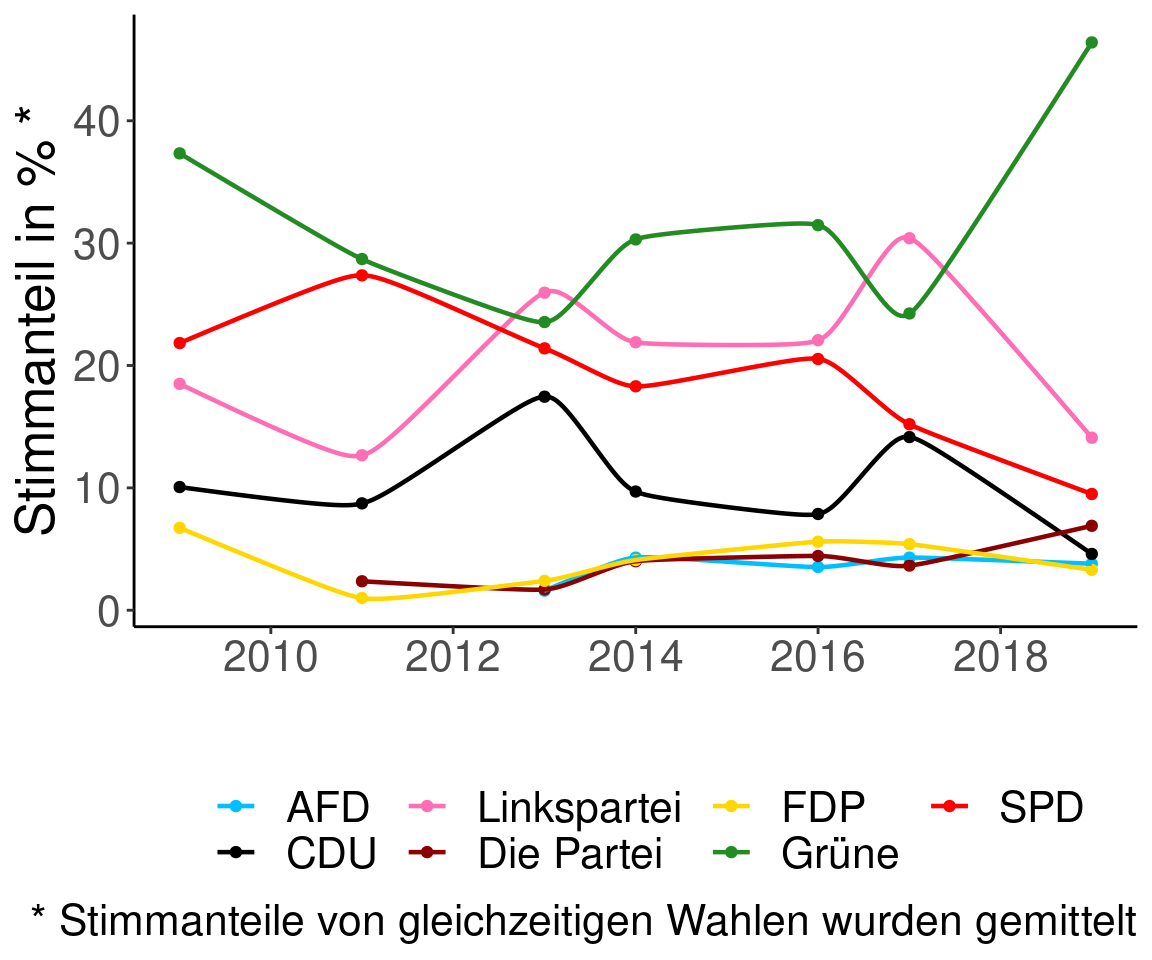 Stimmanteil in % *
40
30
20
10
0
2010 2012 2014 2016 2018
AFD Linkspartei FDP SPD
CDU Die Partei Grüne
* Stimmanteile von gleichzeitigen Wahlen wurden gemittelt